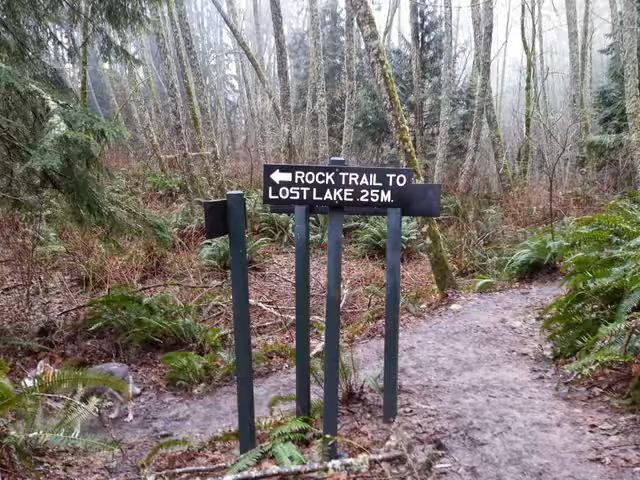 ← ROCK TRAIL TO
LOST LAKE .25M.